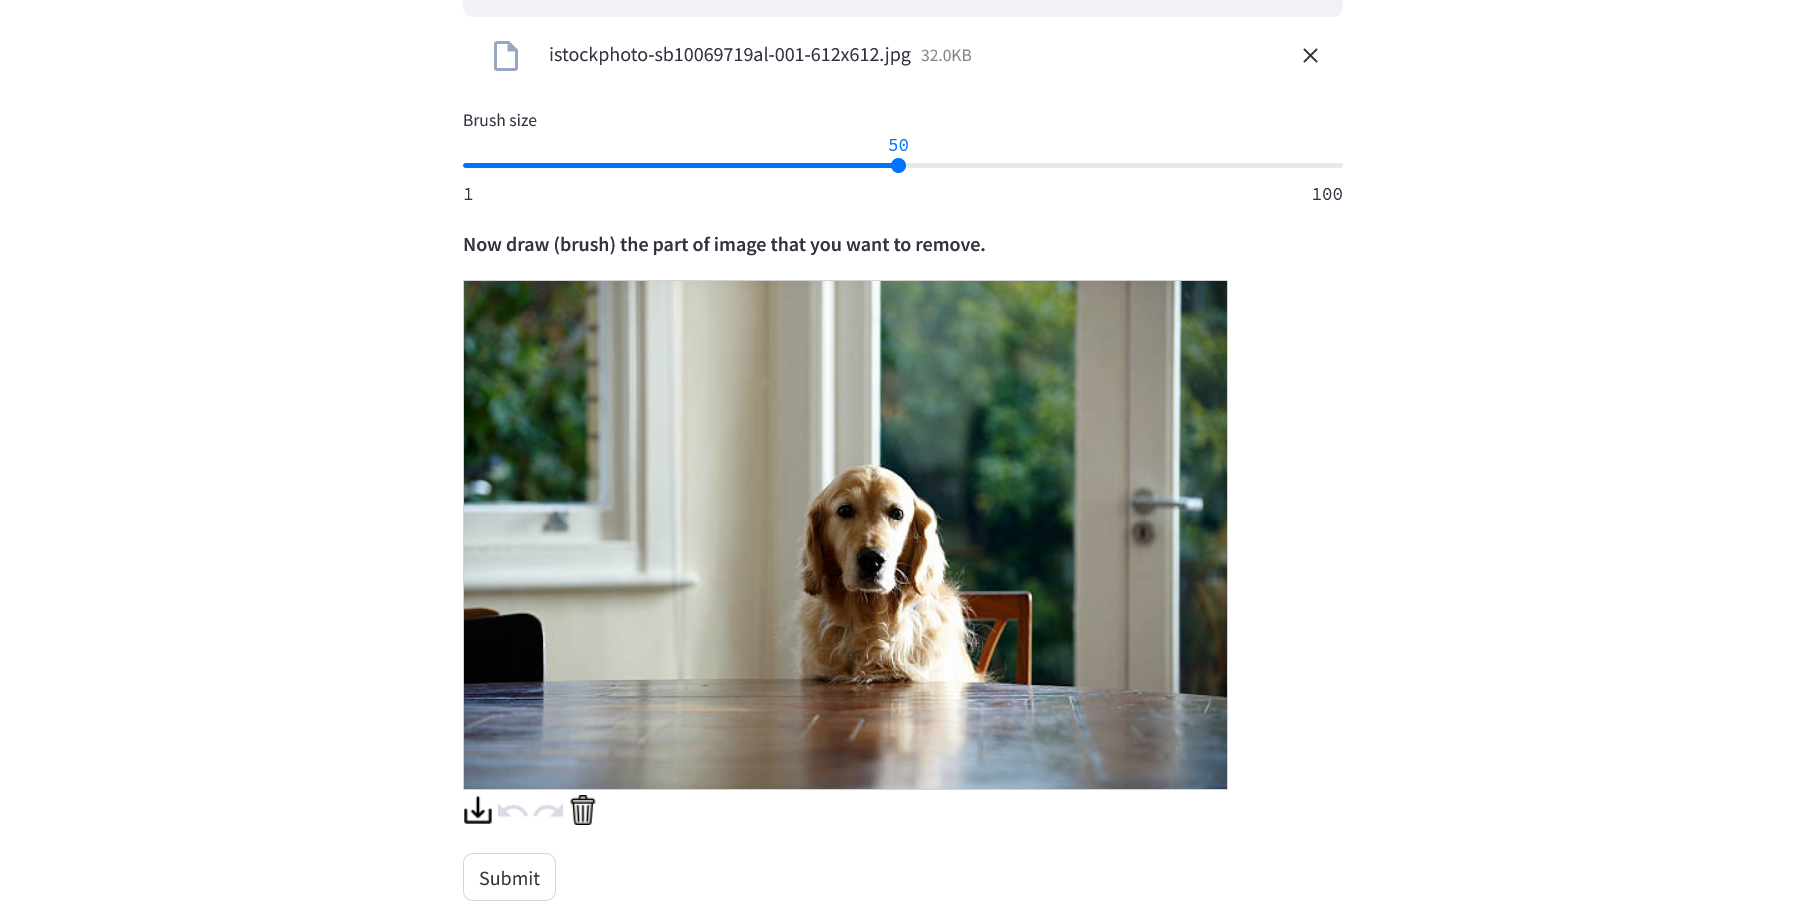 istockphoto-sb10069719al-001-612x612.jpg 32.0KB
Brush size
50
1 100
Now draw (brush) the part of image that you want to remove.
Submit